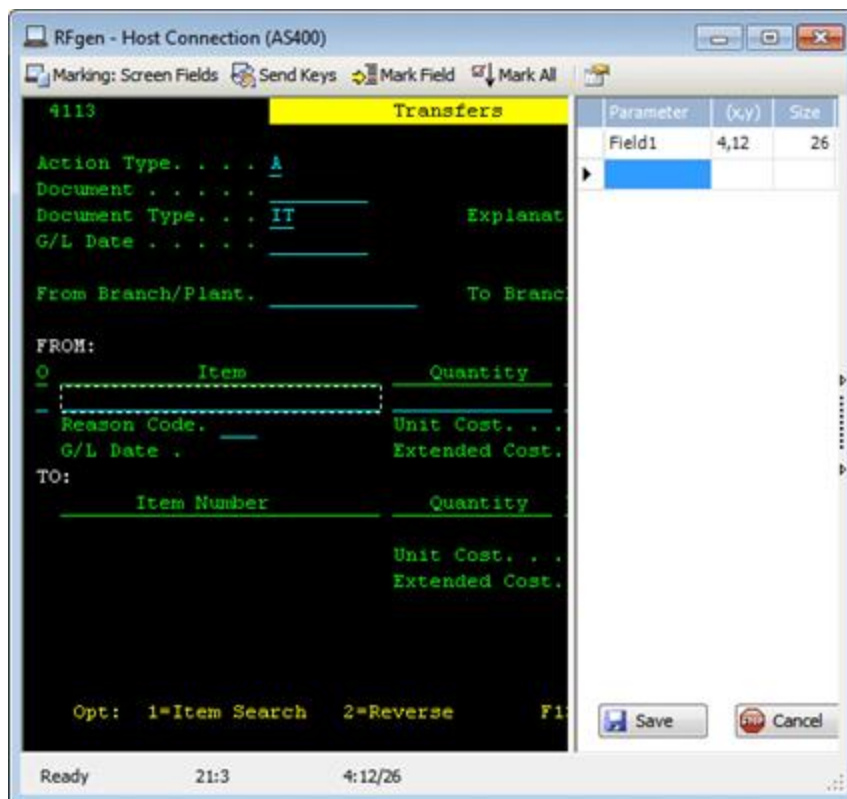 RFgen - Host Connection (AS400)
Marking: Screen Fields Send Keys Mark Field Mark All
4113 Transfers
Parameter (x,y) Size
Field1 4,12 26
Action Type. . . . A
Document . . . . .
Document Type. . . IT Explanat
G/L Date . . . . .
From Branch/Plant. To Branc
FROM:
O Item Quantity
Reason Code. Unit Cost. . .
G/L Date . Extended Cost.
TO:
Item Number Quantity
Unit Cost. . .
Extended Cost.
Opt: 1=Item Search 2=Reverse F1
Save STOP Cancel
Ready 21:3 4:12/26